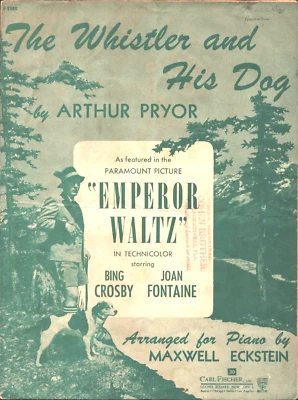 The Whistler and
His Dog
by ARTHUR PRYOR
As featured in the
PARAMOUNT PICTURE
"EMPEROR
WALTZ"
IN TECHNICOLOR
starring
BING JOAN
CROSBY FONTAINE
Arranged for Piano by
MAXWELL ECKSTEIN
CARL FISCHER, INC.